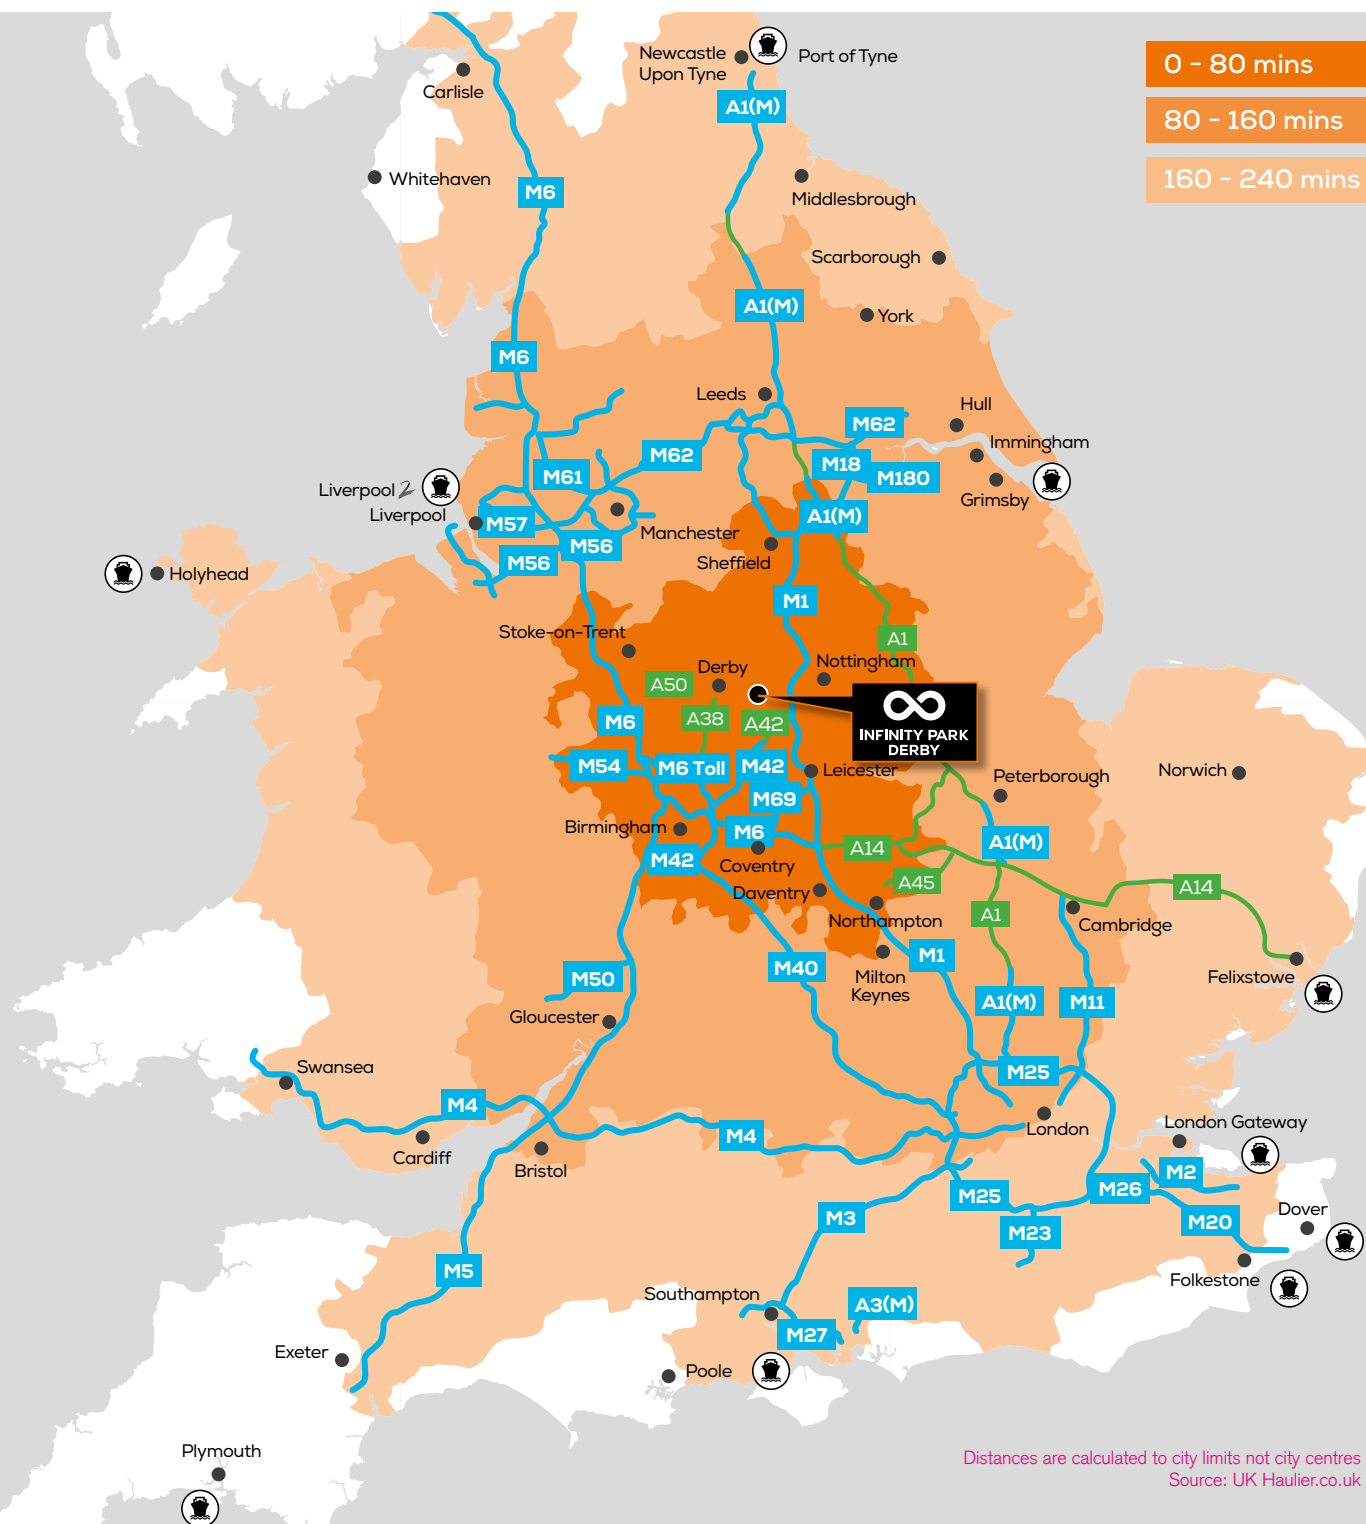 Newcastle
Upon Tyne
Port of Tyne
0 - 80 mins
Carlisle
A1(M)
80 - 160 mins
Whitehaven
M6
Middlesbrough
160 - 240 mins
Scarborough
A1(M)
York
M6
Leeds
Hull
M62
Immingham
M62
M18
M180
M61
Grimsby
Liverpool 2
Liverpool
M57
A1(M)
Manchester
M56
M56
Sheffield
Holyhead
M1
Stoke-on-Trent
A1
Nottingham
Derby
A50
A38
A42
INFINITY PARK
DERBY
M6
M54
M6 Toll
M42
Leicester
Peterborough
Norwich
M69
Birmingham
M6
A1(M)
A14
M42
Coventry
Daventry
A45
A14
Northampton
A1
Cambridge
M1
M40
M50
Milton
Keynes
Felixstowe
A1(M)
M11
Gloucester
Swansea
M25
M4
M4
London
London Gateway
Cardiff
Bristol
M2
M25
M26
M3
M23
M20
Dover
M5
Folkestone
Southampton
A3(M)
M27
Exeter
Poole
Plymouth
Distances are calculated to city limits not city centres
Source: UK Haulier.co.uk